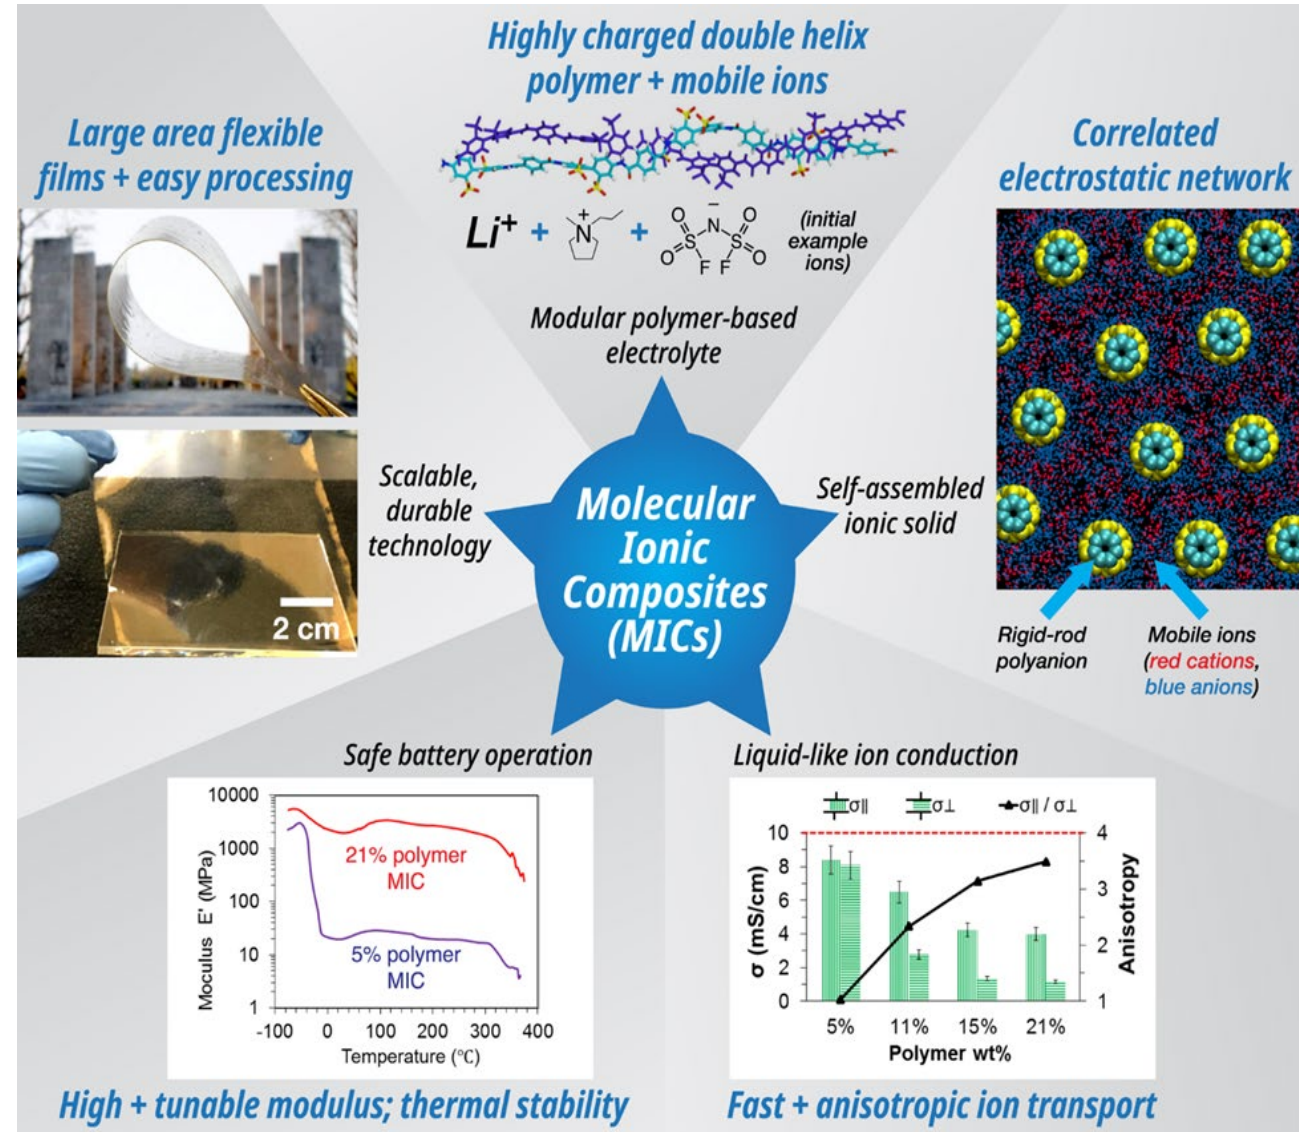 Highly charged double helix
polymer + mobile ions
Li⁺ + N⁺ + O S O N⁻ O S O F F
(initial
example
ions)
Modular polymer-based
electrolyte
Large area flexible
films + easy processing
2 cm
Scalable,
durable
technology
Correlated
electrostatic network
Self-assembled
ionic solid
Rigid-rod
polyanion
Mobile ions
(red cations,
blue anions)
Molecular
Ionic
Composites
(MICs)
Safe battery operation
Moculus E' (MPa)
10000
1000
100
10
1
21% polymer
MIC
5% polymer
MIC
-100 0 100 200 300 400
Temperature (°C)
High + tunable modulus; thermal stability
Liquid-like ion conduction
σ∥ σ⊥ σ∥ / σ⊥
σ (mS/cm)
10
8
6
4
2
0
4
3
2
1
Anisotropy
5% 11% 15% 21%
Polymer wt%
Fast + anisotropic ion transport